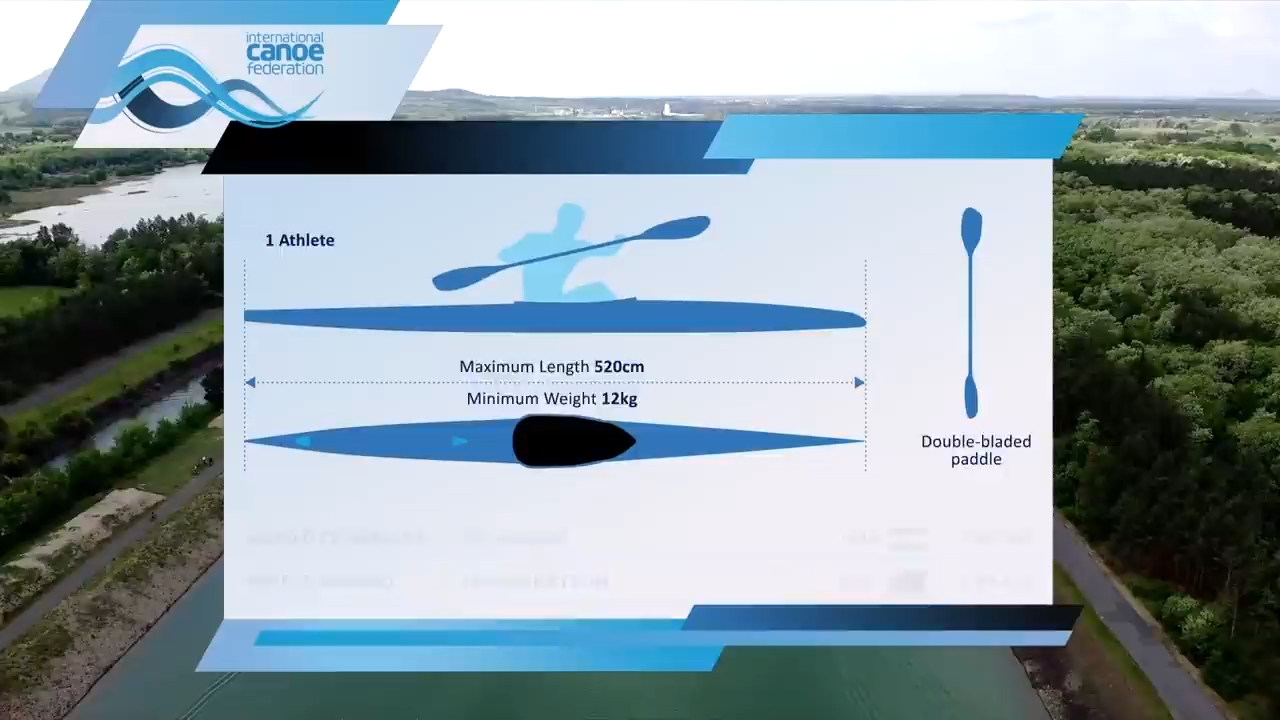 international
canoe
federation
1 Athlete
Maximum Length 520cm
Minimum Weight 12kg
Double-bladed
paddle